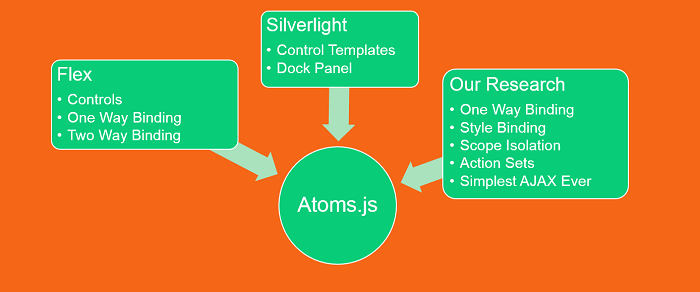 Silverlight
• Control Templates
• Dock Panel
Flex
• Controls
• One Way Binding
• Two Way Binding
Our Research
• One Way Binding
• Style Binding
• Scope Isolation
• Action Sets
• Simplest AJAX Ever
Atoms.js